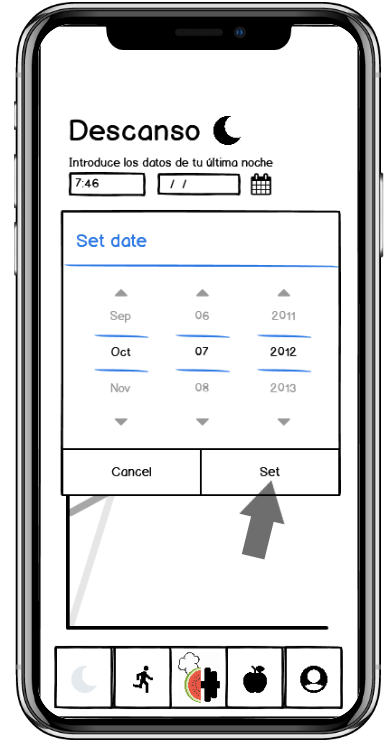 Descanso
Introduce los datos de tu última noche
7:46 / /
Set date
Sep 06 2011
Oct 07 2012
Nov 08 2013
Cancel Set